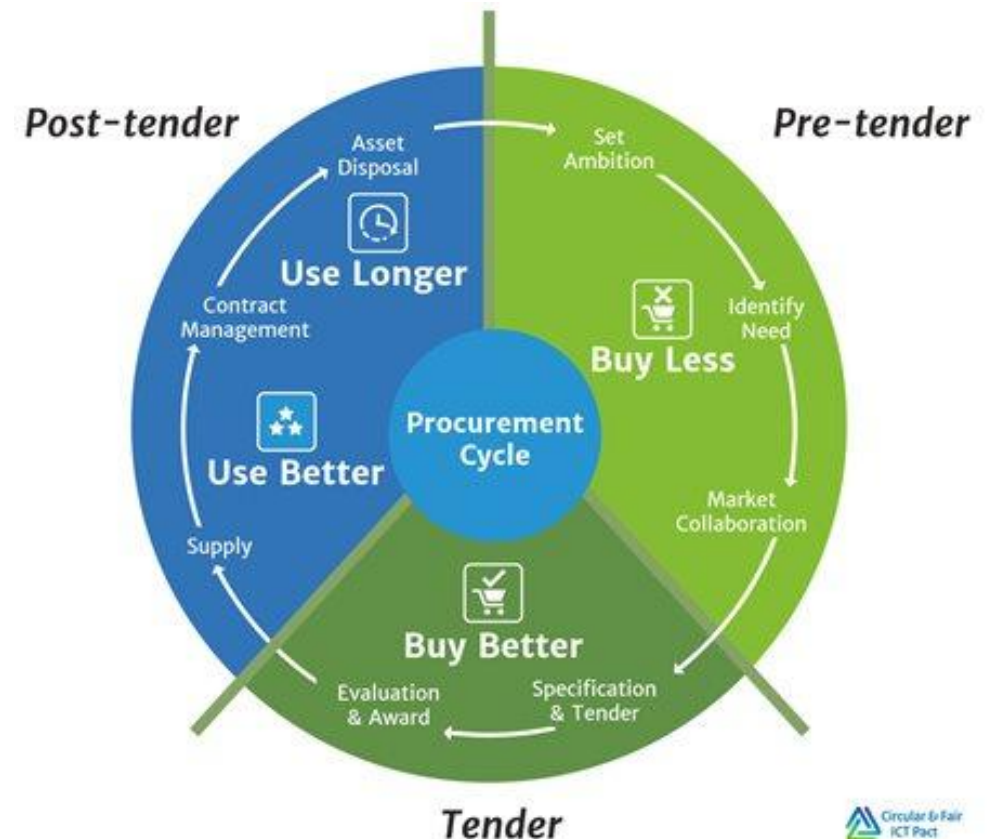 Post-tender
Pre-tender
Asset
Disposal
Set
Ambition
Use Longer
Contract
Management
Identify
Need
Buy Less
Procurement
Cycle
Use Better
Market
Collaboration
Supply
Buy Better
Evaluation
& Award
Specification
& Tender
Tender
Circular & Fair
ICT Pact